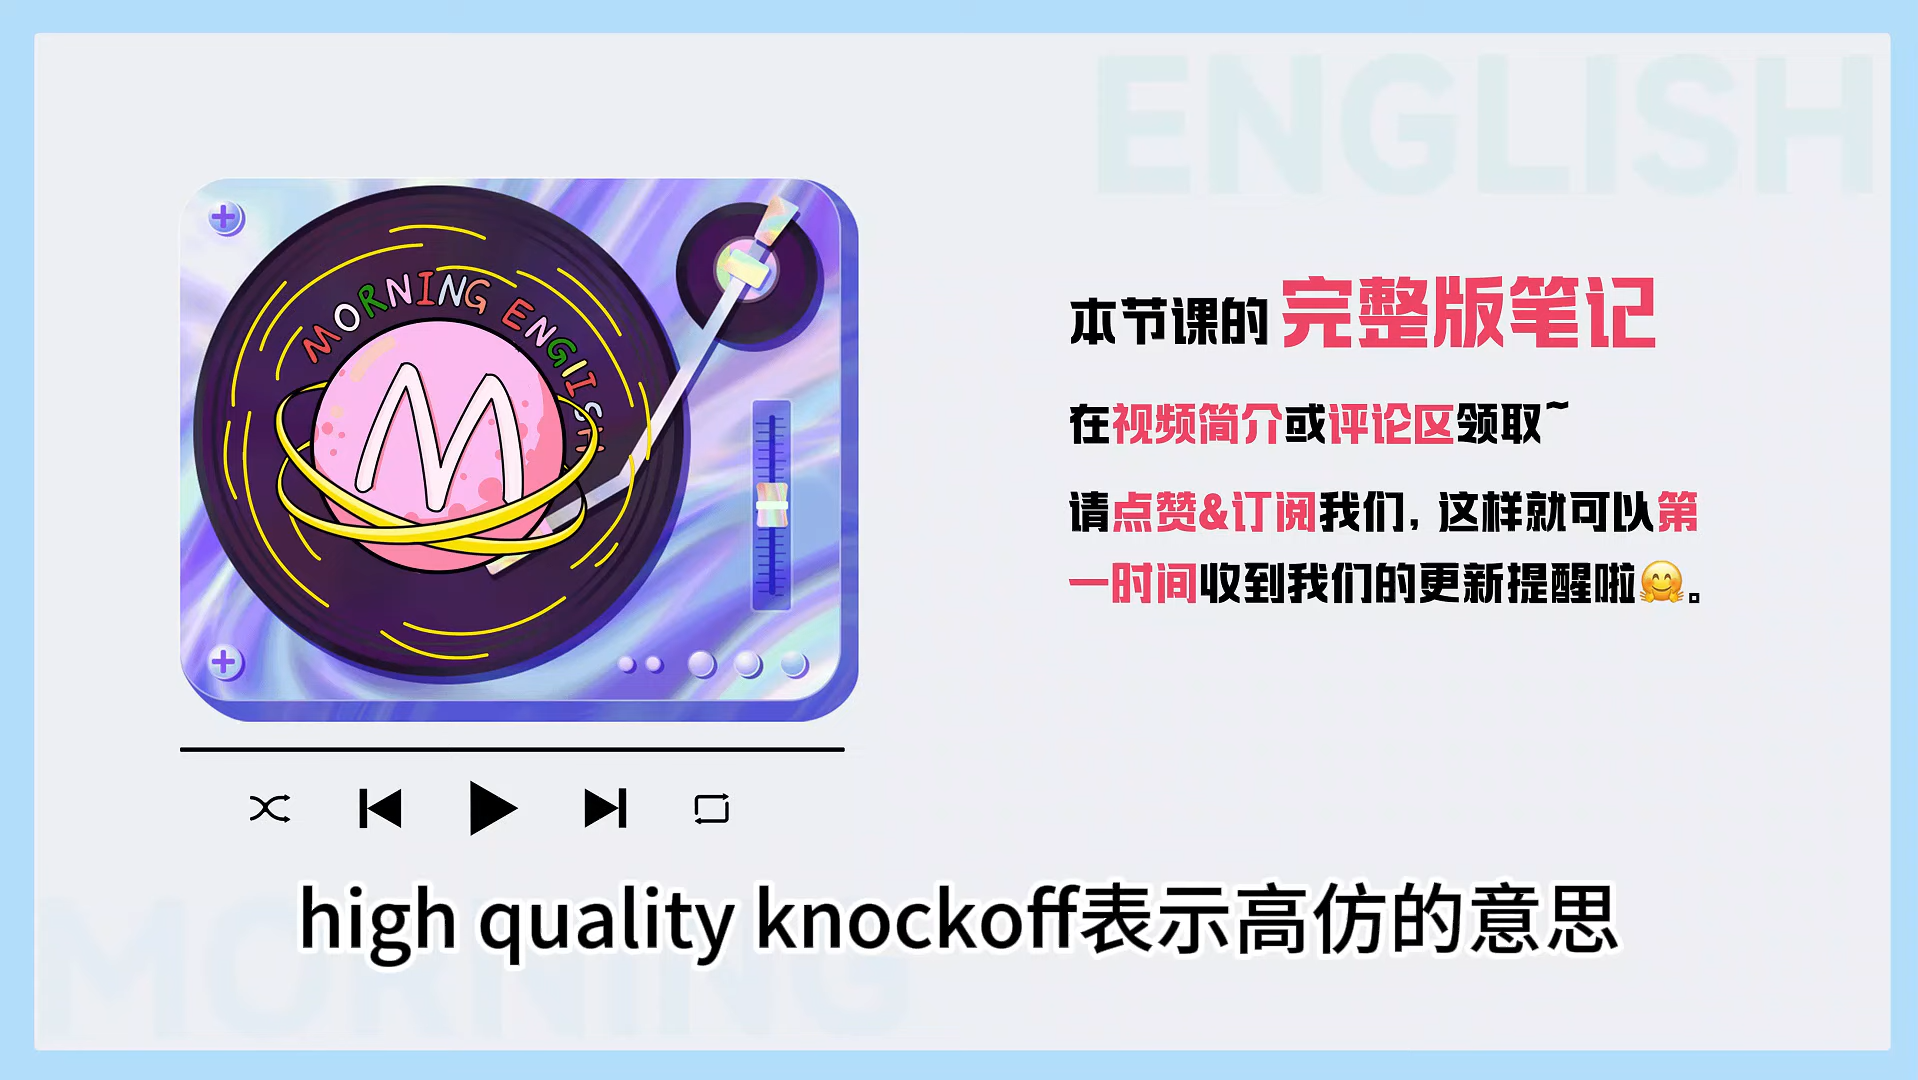 ENGLISH
MORNING ENGLISH
M
本节课的完整版笔记
在视频简介或评论区领取~
请点赞&订阅我们，这样就可以第
一时间收到我们的更新提醒啦🤗。
high quality knockoff表示高仿的意思
MORNING